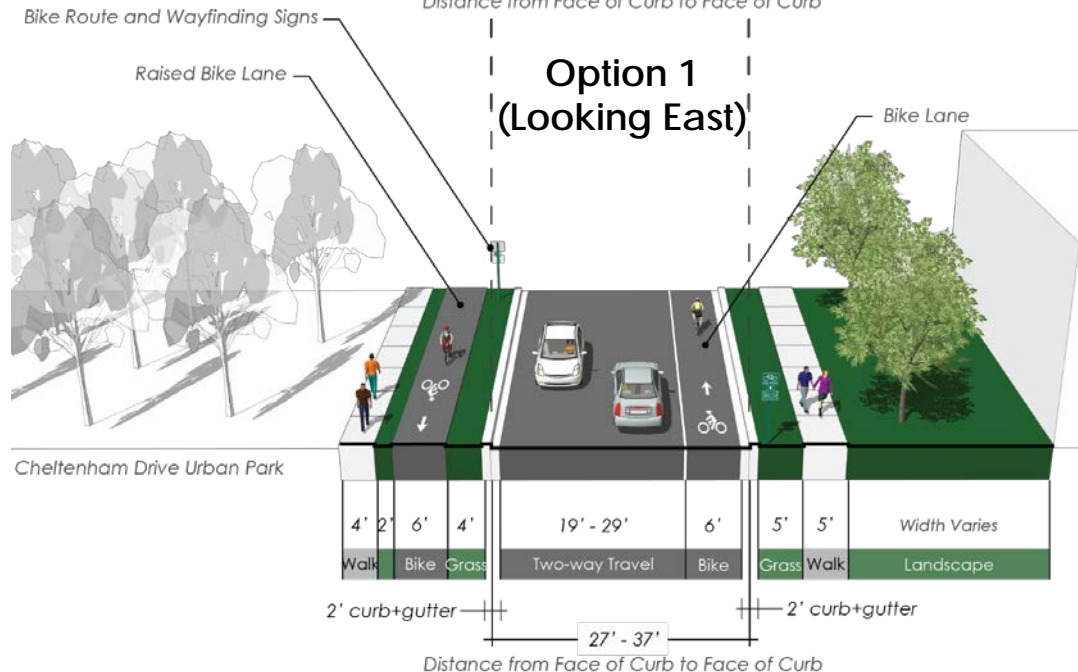 Distance from Face of Curb to Face of Curb
Bike Route and Wayfinding Signs
Raised Bike Lane
Option 1
(Looking East)
Bike Lane
Cheltenham Drive Urban Park
4' 2' 6' 4' 19' - 29' 6' 5' 5' Width Varies
Walk Bike Grass Two-way Travel Bike Grass Walk Landscape
2' curb+gutter 2' curb+gutter
27' - 37'
Distance from Face of Curb to Face of Curb